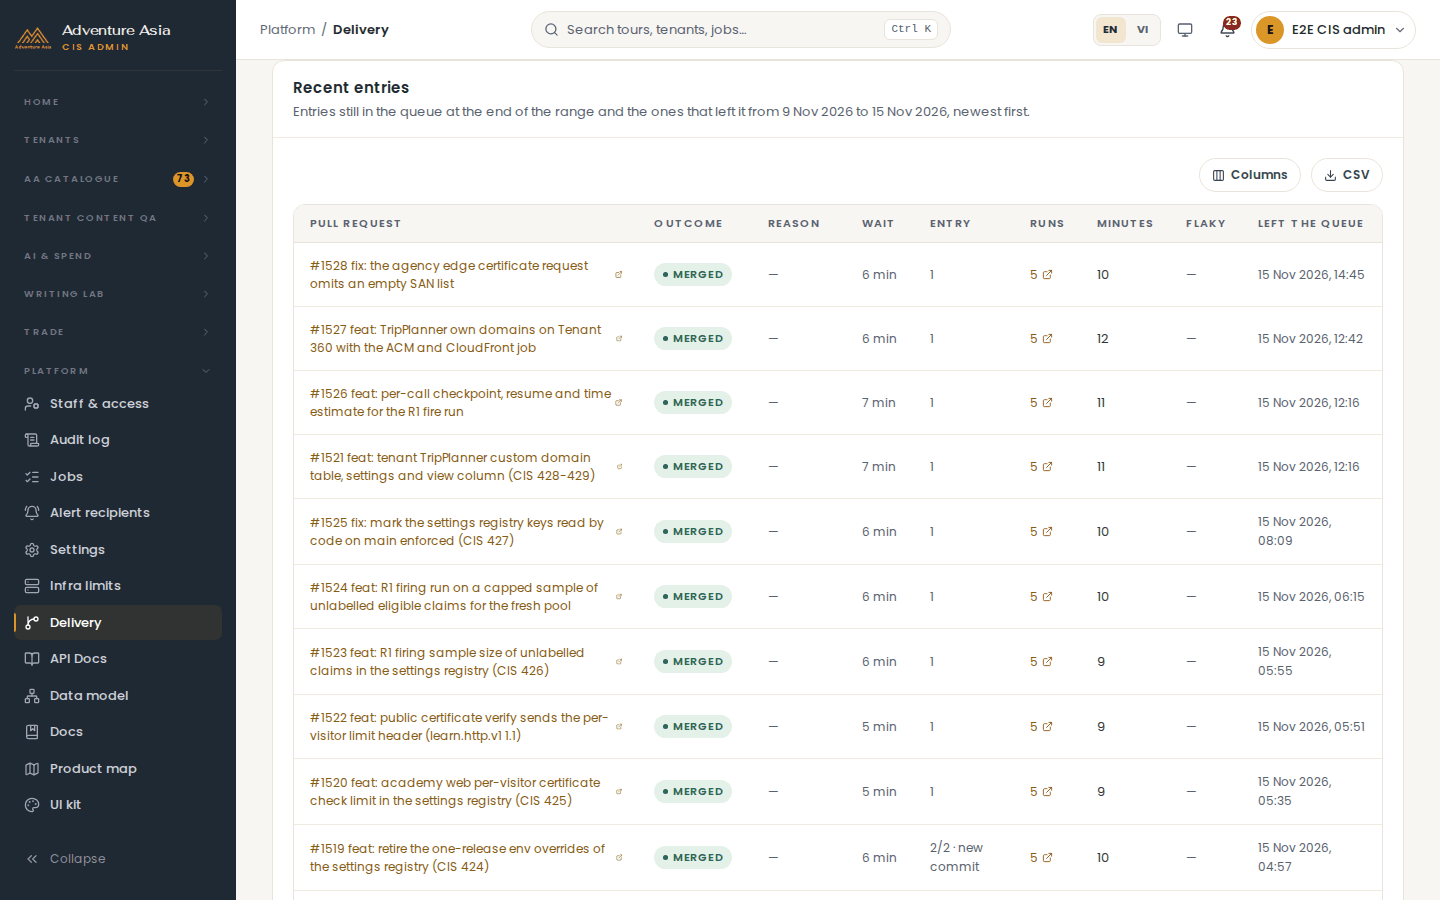 Adventure Asia
CIS ADMIN
Adventure Asia
HOME
TENANTS
AA CATALOGUE 73
TENANT CONTENT QA
AI & SPEND
WRITING LAB
TRADE
PLATFORM
Staff & access
Audit log
Jobs
Alert recipients
Settings
Infra limits
Delivery
API Docs
Data model
Docs
Product map
UI kit
Collapse
Platform / Delivery
Search tours, tenants, jobs... Ctrl K
EN VI
23
E E2E CIS admin
Recent entries
Entries still in the queue at the end of the range and the ones that left it from 9 Nov 2026 to 15 Nov 2026, newest first.
Columns CSV
PULL REQUEST OUTCOME REASON WAIT ENTRY RUNS MINUTES FLAKY LEFT THE QUEUE
#1528 fix: the agency edge certificate request
omits an empty SAN list
MERGED — 6 min 1 5 10 — 15 Nov 2026, 14:45
#1527 feat: TripPlanner own domains on Tenant
360 with the ACM and CloudFront job
MERGED — 6 min 1 5 12 — 15 Nov 2026, 12:42
#1526 feat: per-call checkpoint, resume and time
estimate for the R1 fire run
MERGED — 7 min 1 5 11 — 15 Nov 2026, 12:16
#1521 feat: tenant TripPlanner custom domain
table, settings and view column (CIS 428-429)
MERGED — 7 min 1 5 11 — 15 Nov 2026, 12:16
#1525 fix: mark the settings registry keys read by
code on main enforced (CIS 427)
MERGED — 6 min 1 5 10 — 15 Nov 2026,
08:09
#1524 feat: R1 firing run on a capped sample of
unlabelled eligible claims for the fresh pool
MERGED — 6 min 1 5 10 — 15 Nov 2026, 06:15
#1523 feat: R1 firing sample size of unlabelled
claims in the settings registry (CIS 426)
MERGED — 6 min 1 5 9 — 15 Nov 2026,
05:55
#1522 feat: public certificate verify sends the per-
visitor limit header (learn.http.v1 1.1)
MERGED — 5 min 1 5 9 — 15 Nov 2026, 05:51
#1520 feat: academy web per-visitor certificate
check limit in the settings registry (CIS 425)
MERGED — 5 min 1 5 9 — 15 Nov 2026,
05:35
#1519 feat: retire the one-release env overrides of
the settings registry (CIS 424)
MERGED — 6 min 2/2 · new
commit
5 10 — 15 Nov 2026,
04:57